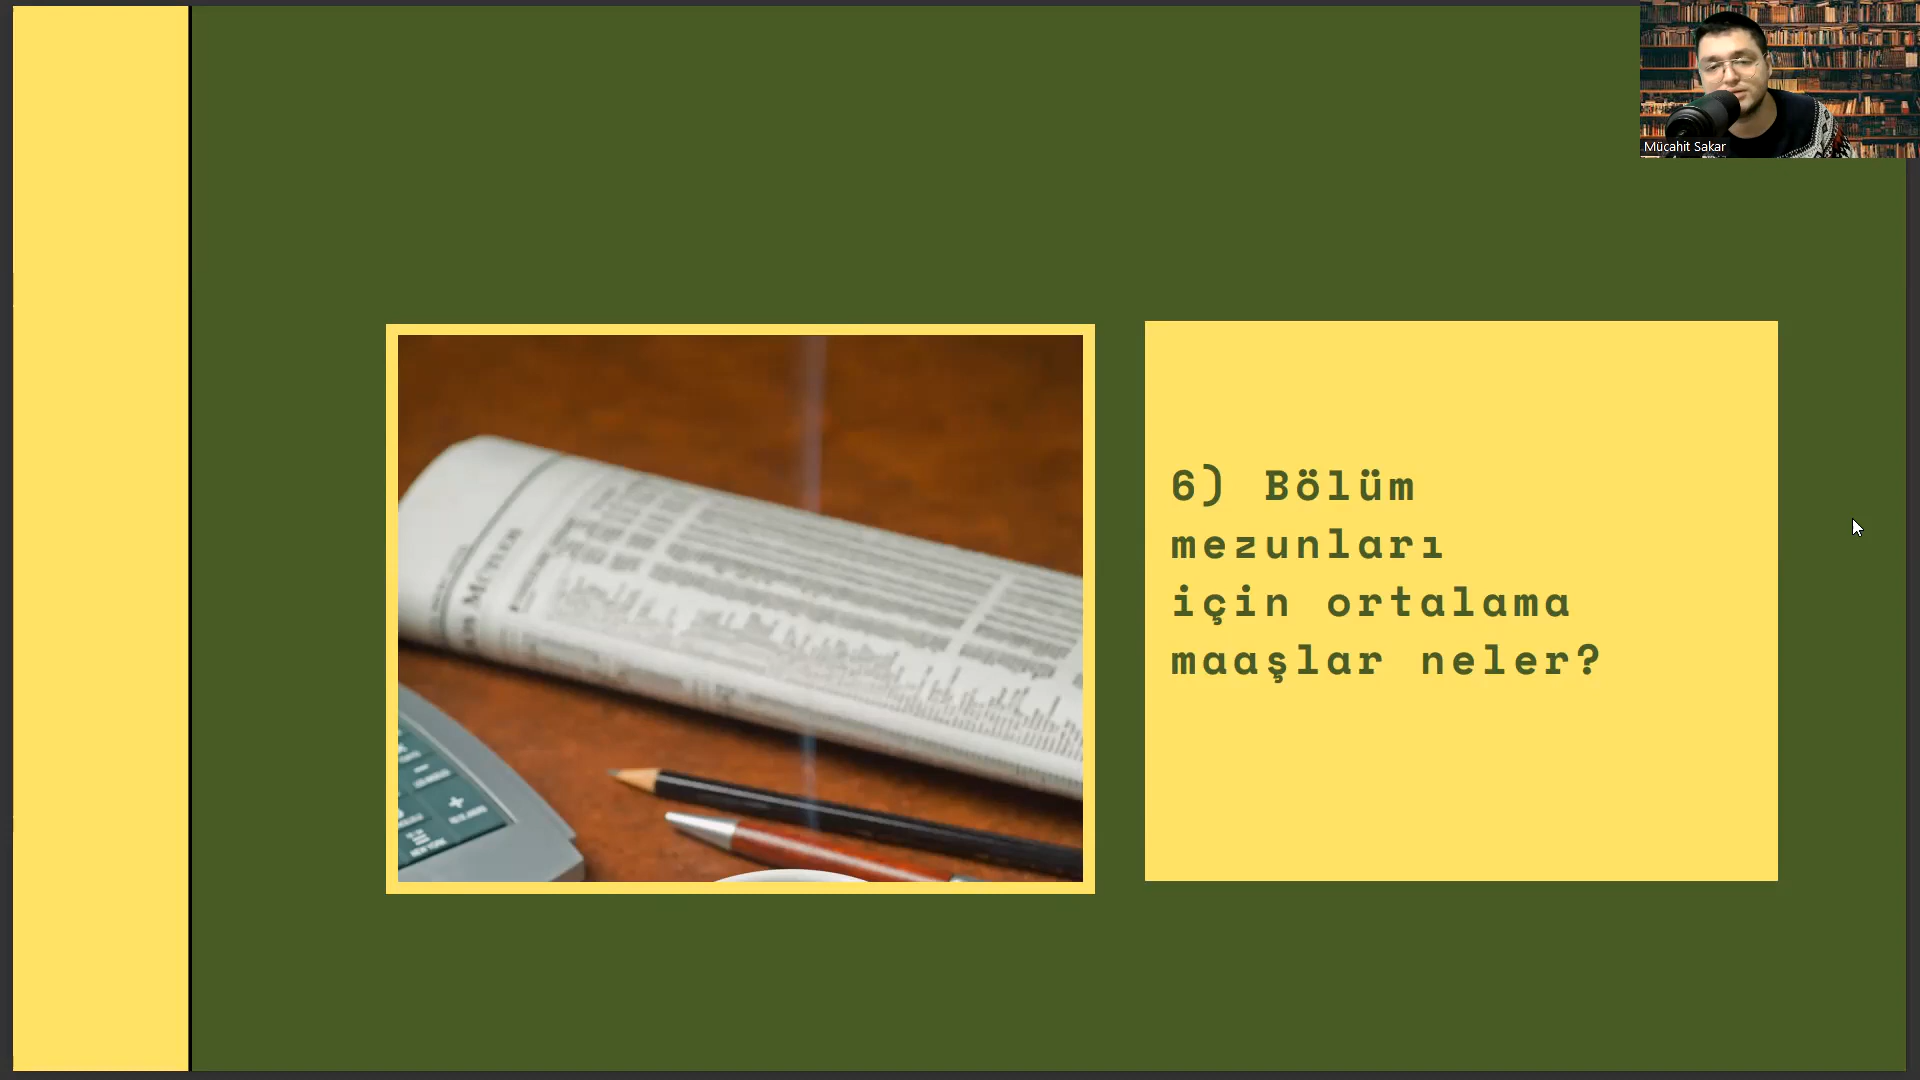 Mücahit Sakar
6) Bölüm
mezunları
için ortalama
maaşlar neler?